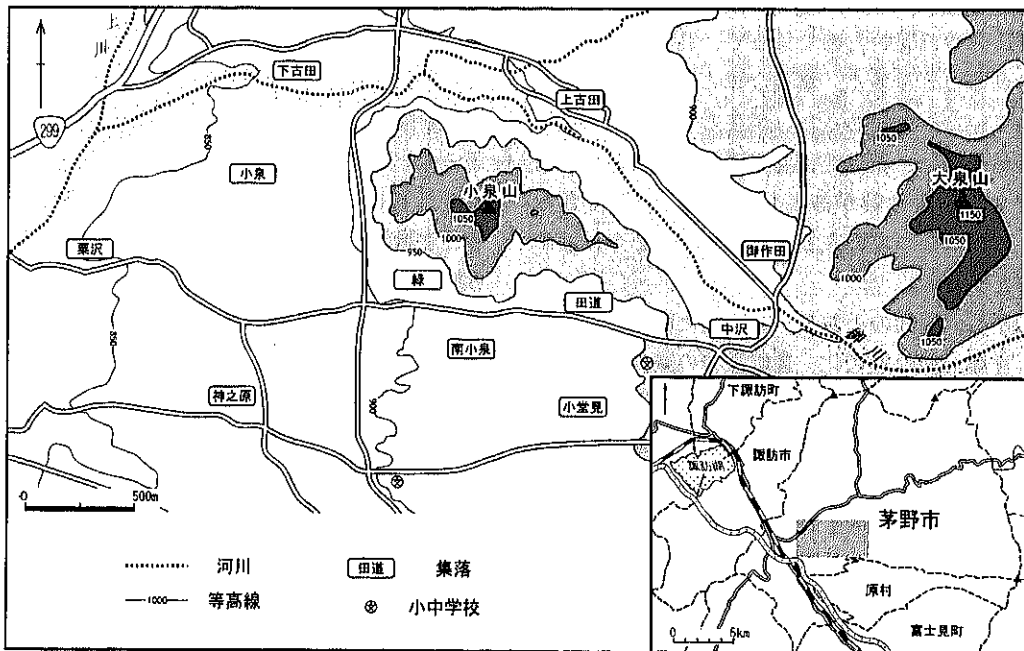 上川
下古田
上古田
299
850
900
小泉
小泉山
1050
1000
950
大泉山
1050
1150
1050
1000
1050
粟沢
御作田
緑
田道
中沢
柳川
850
南小泉
神之原
900
小堂見
0
500m
河川
田道
集落
1000
等高線
小中学校
下諏訪町
諏訪市
諏訪湖
茅野市
原村
富士見町
0
6km